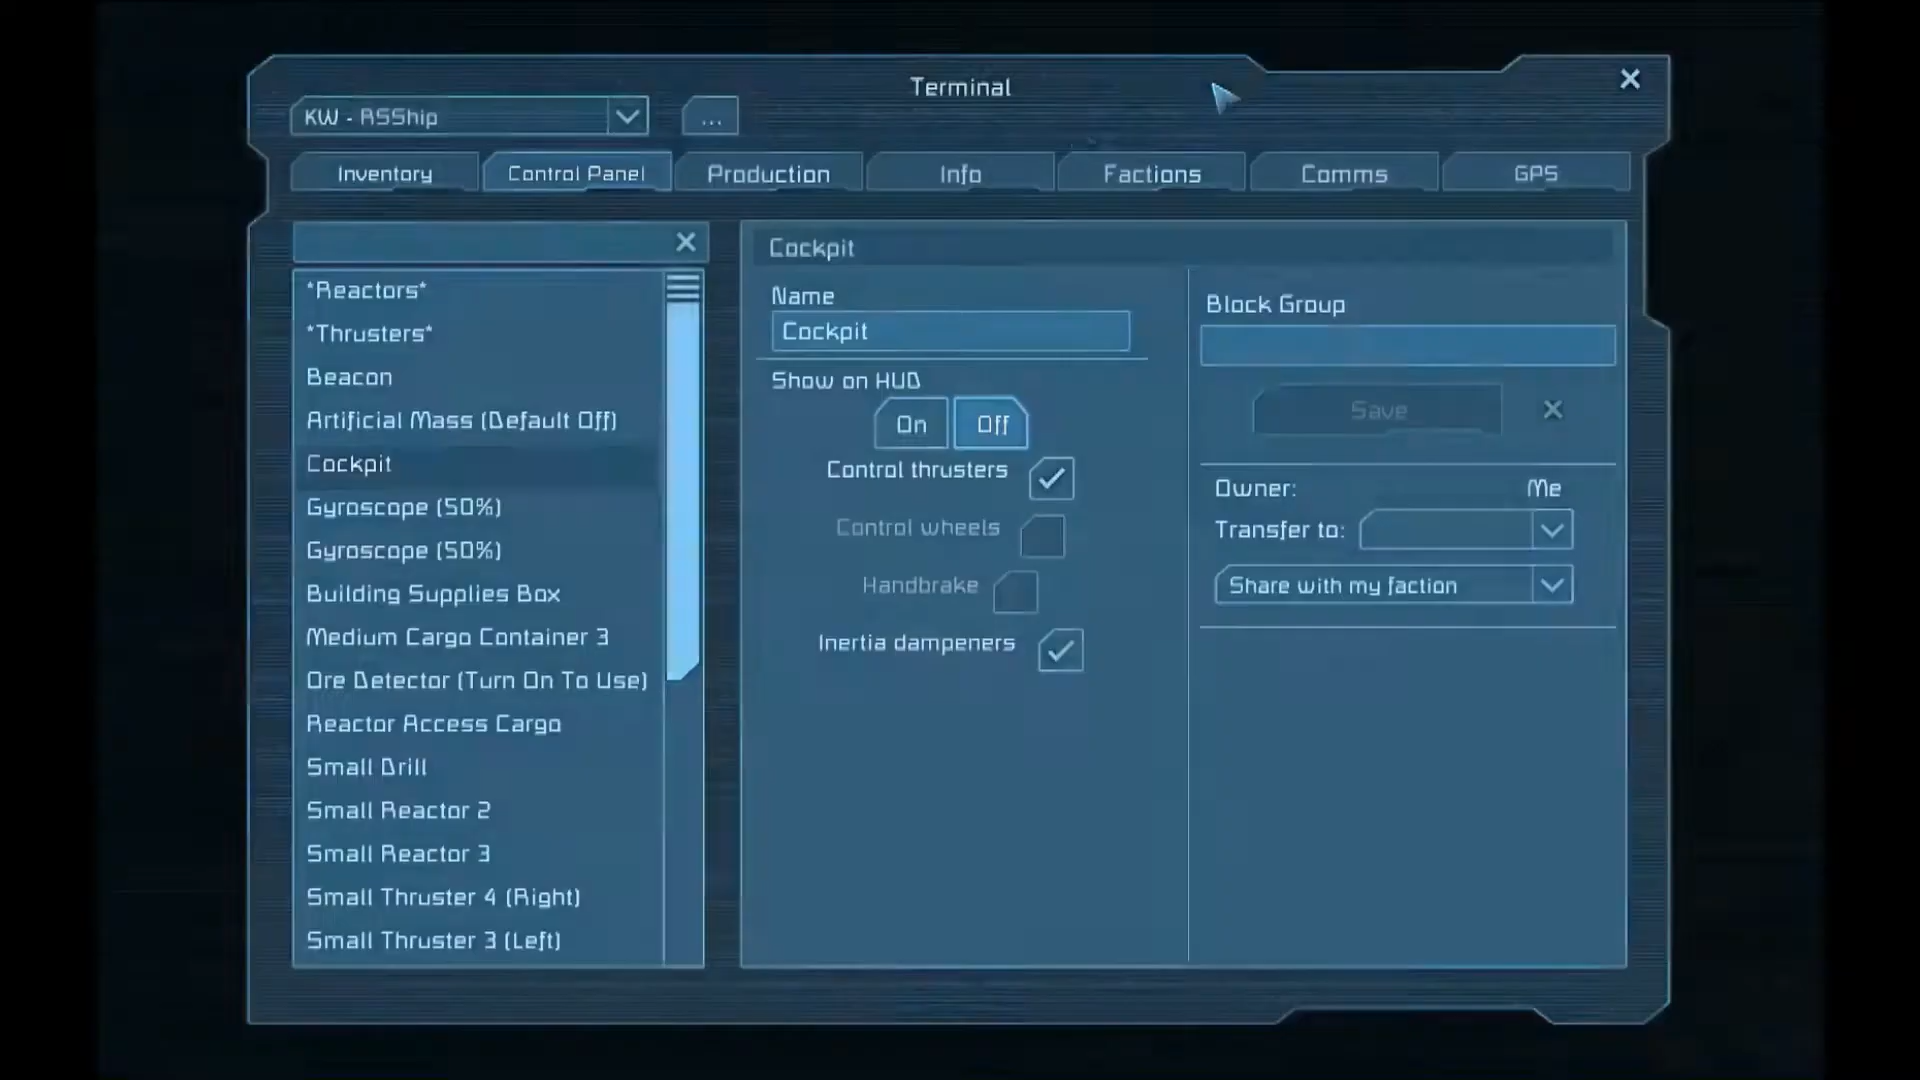 Terminal
KW - RSShip
...
Inventory
Control Panel
Production
Info
Factions
Comms
GPS
*Reactors*
*Thrusters*
Beacon
Artificial Mass (Default Off)
Cockpit
Gyroscope (50%)
Gyroscope (50%)
Building Supplies Box
Medium Cargo Container 3
Ore Detector (Turn On To Use)
Reactor Access Cargo
Small Drill
Small Reactor 2
Small Reactor 3
Small Thruster 4 (Right)
Small Thruster 3 (Left)
Cockpit
Name
Cockpit
Show on HUD
On
Off
Control thrusters
Control wheels
Handbrake
Inertia dampeners
Block Group
Save
Owner: Me
Transfer to:
Share with my faction